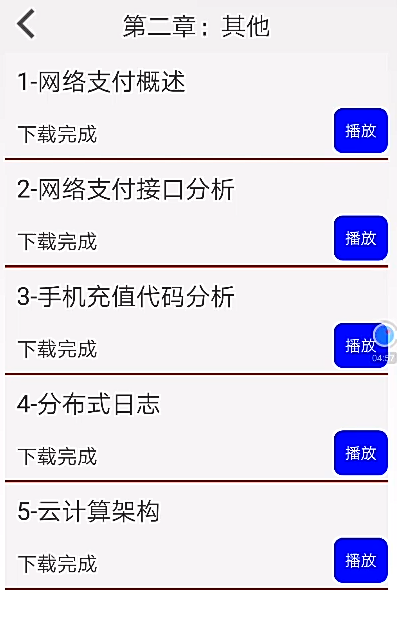 第二章：其他
1-网络支付概述
下载完成
播放
2-网络支付接口分析
下载完成
播放
3-手机充值代码分析
下载完成
播放
4-分布式日志
下载完成
播放
5-云计算架构
下载完成
播放